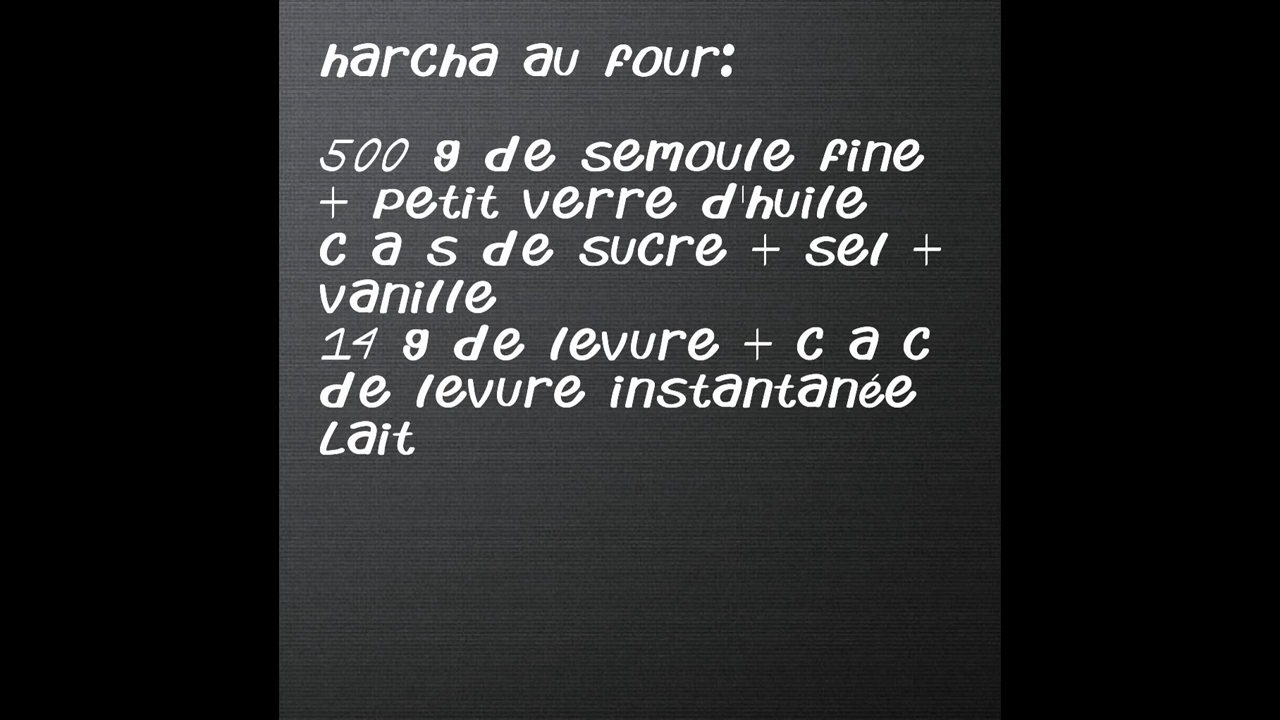 harcha au four:
500 g de semoule fine
+ petit verre d'huile
c a s de sucre + sel +
vanille
14 g de levure + c a c
de levure instantanée
Lait